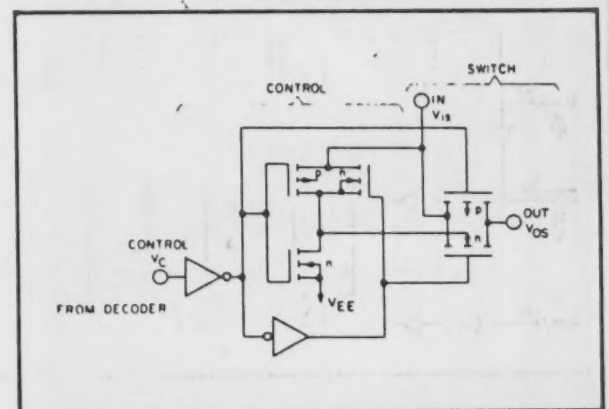 SWITCH
CONTROL
IN
Vis
p n
p
OUT
n
VOS
CONTROL
VC
n
VEE
FROM DECODER